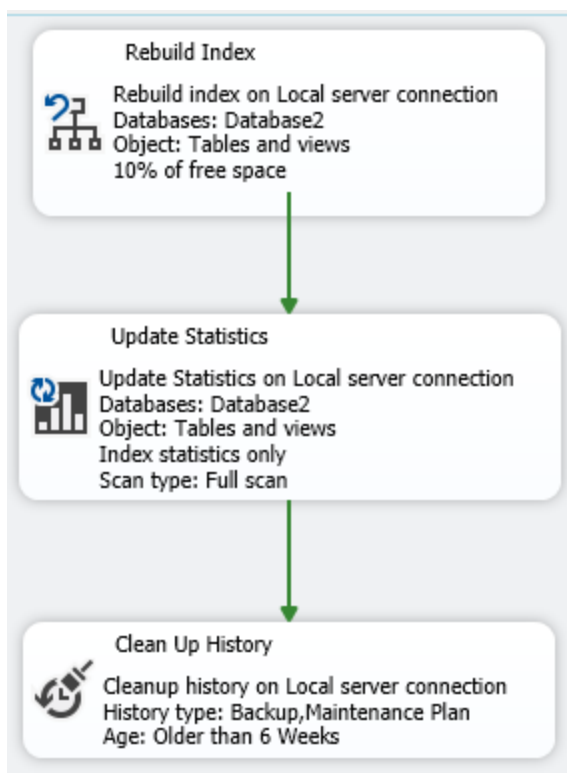 Rebuild Index
Rebuild index on Local server connection
Databases: Database2
Object: Tables and views
10% of free space
Update Statistics
Update Statistics on Local server connection
Databases: Database2
Object: Tables and views
Index statistics only
Scan type: Full scan
Clean Up History
Cleanup history on Local server connection
History type: Backup,Maintenance Plan
Age: Older than 6 Weeks